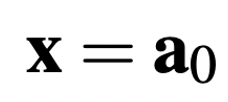 x = a₀